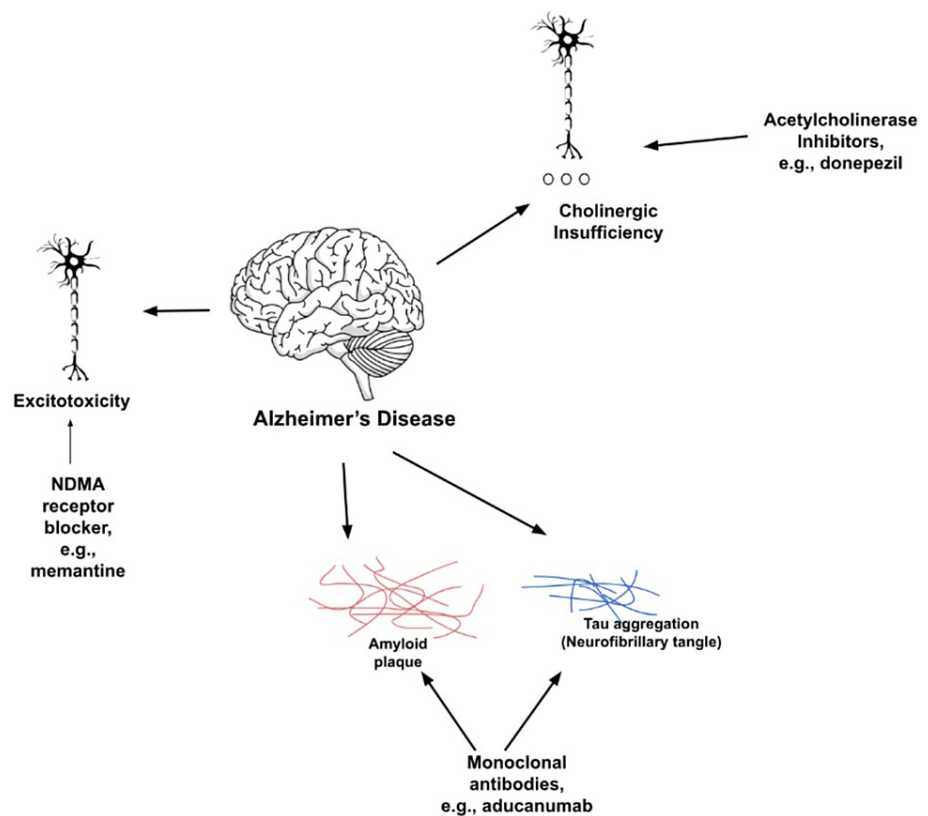 Acetylcholinerase
Inhibitors,
e.g., donepezil
Cholinergic
Insufficiency
Excitotoxicity
Alzheimer’s Disease
NDMA
receptor
blocker,
e.g.,
memantine
Amyloid
plaque
Tau aggregation
(Neurofibrillary tangle)
Monoclonal
antibodies,
e.g., aducanumab